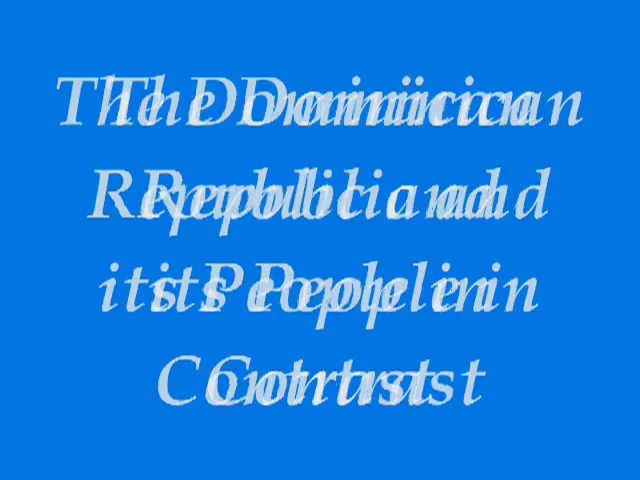 The Dominican
Republic and
its People in
Contrast